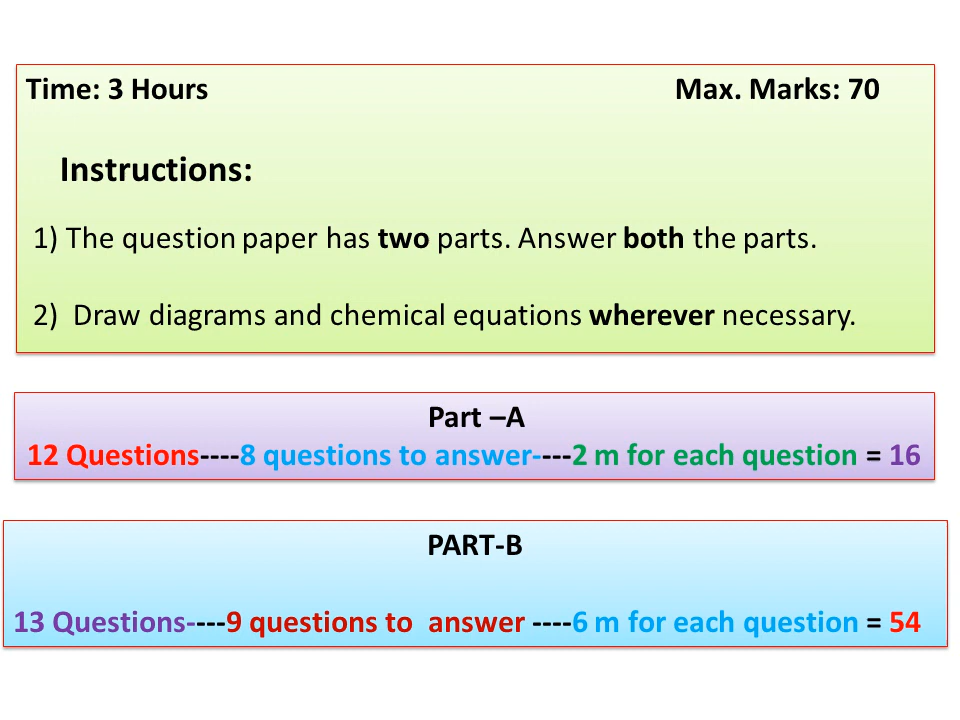 Time: 3 Hours Max. Marks: 70
Instructions:
1) The question paper has two parts. Answer both the parts.
2) Draw diagrams and chemical equations wherever necessary.
Part –A
12 Questions----8 questions to answer----2 m for each question = 16
PART-B
13 Questions----9 questions to answer ----6 m for each question = 54